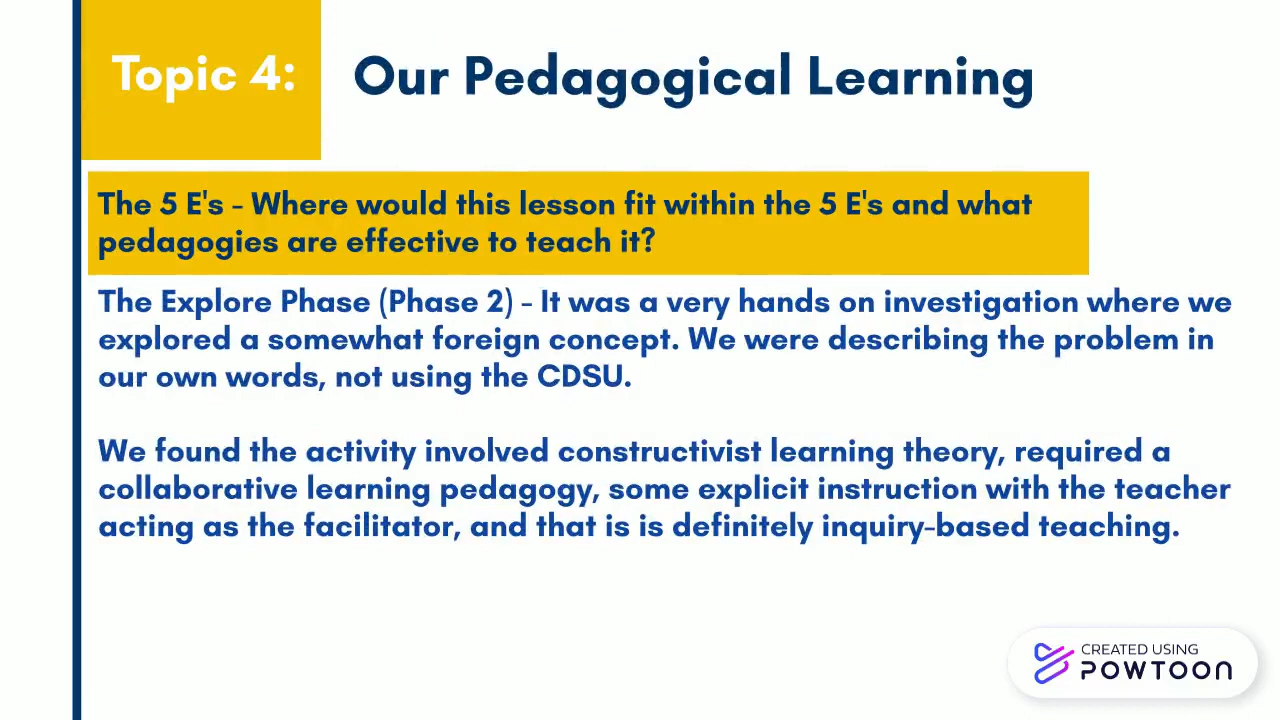 Topic 4:
Our Pedagogical Learning
The 5 E's - Where would this lesson fit within the 5 E's and what
pedagogies are effective to teach it?
The Explore Phase (Phase 2) - It was a very hands on investigation where we
explored a somewhat foreign concept. We were describing the problem in
our own words, not using the CDSU.
We found the activity involved constructivist learning theory, required a
collaborative learning pedagogy, some explicit instruction with the teacher
acting as the facilitator, and that is is definitely inquiry-based teaching.
CREATED USING
POWTOON